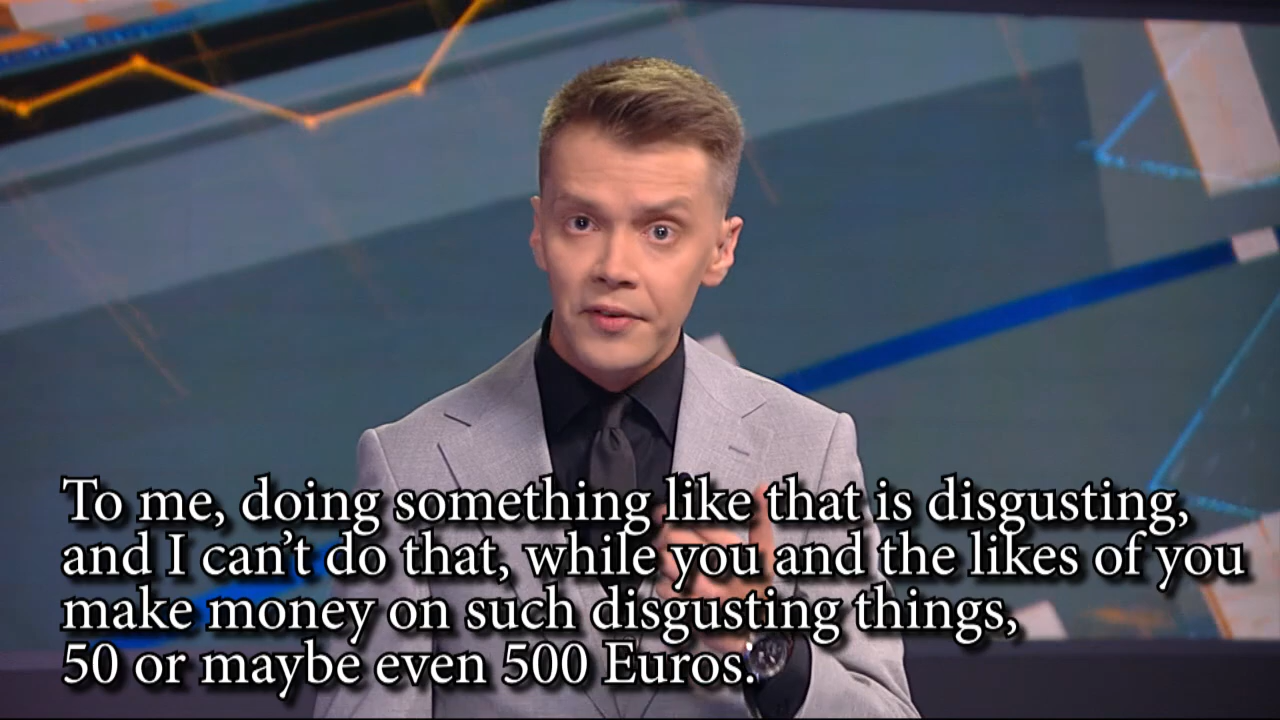 To me, doing something like that is disgusting,
and I can't do that, while you and the likes of you
make money on such disgusting things,
50 or maybe even 500 Euros.